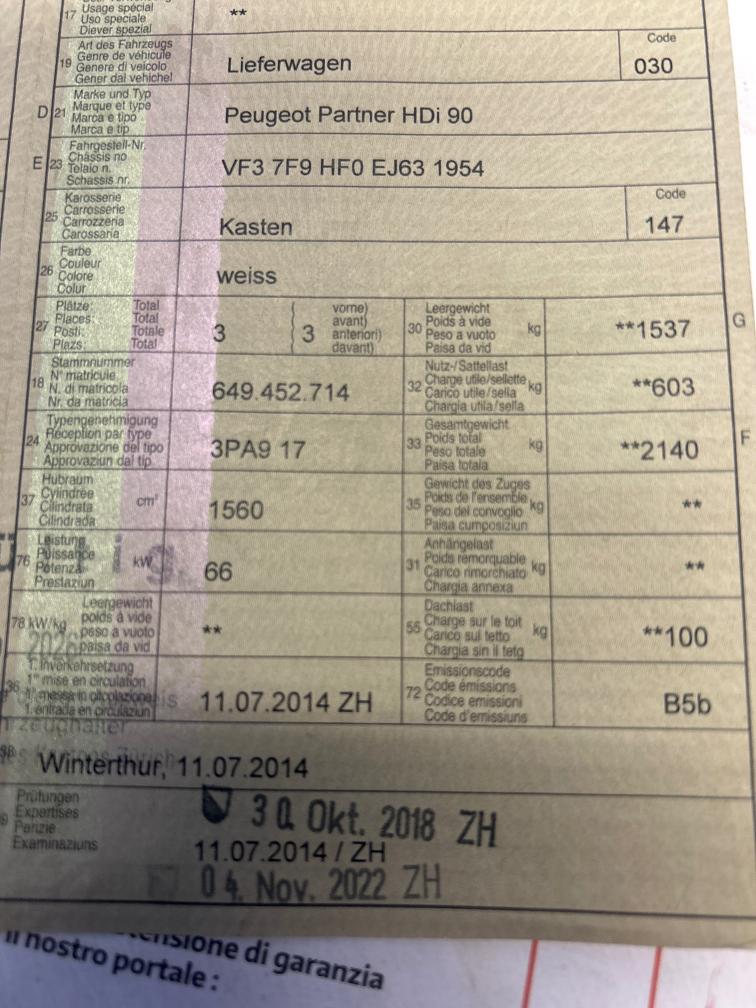 17 Usage spécial
Uso speciale
Diever spezial
**
19 Art des Fahrzeugs
Genre de véhicule
Genere di veicolo
Gener dal vehichel
Lieferwagen
Code
030
D 21 Marke und Typ
Marque et type
Marca e tipo
Marca e tip
Peugeot Partner HDi 90
E 23 Fahrgestell-Nr.
Châssis no
Telaio n.
Schassis nr.
VF3 7F9 HF0 EJ63 1954
25 Karosserie
Carrosserie
Carrozzeria
Carossaria
Kasten
Code
147
26 Farbe
Couleur
Colore
Colur
weiss
27 Plätze: Total
Places: Total
Posti: Totale
Plazs: Total
3
3
vorne)
avant)
anteriori)
davant)
30 Leergewicht
Poids à vide
Peso a vuoto
Paisa da vid
kg
**1537
G
18 Stammnummer
N° matricule
N. di matricola
Nr. da matricla
649.452.714
32 Nutz-/Sattellast
Charge utile/sellette
Carico utile/sella
Chargia utila/sella
kg
**603
24 Typengenehmigung
Réception par type
Approvazione del tipo
Approvaziun dal tip
3PA9 17
33 Gesamtgewicht
Poids total
Peso totale
Paisa totala
kg
**2140
F
37 Hubraum
Cylindrée
Cilindrata
Cilindrada
cm³
1560
35 Gewicht des Zuges
Poids de l'ensemble
Peso del convoglio
Paisa cumposiziun
kg
**
76 Leistung
Puissance
Potenza
Prestaziun
kW
66
31 Anhängelast
Poids remorquable
Carico rimorchiato
Chargia annexa
kg
**
78 kW/kg
Leergewicht
poids à vide
peso a vuoto
paisa da vid
**
55 Dachlast
Charge sur le toit
Carico sul tetto
Chargia sin il tetg
kg
**100
36 1. Inverkehrsetzung
1re mise en circulation
1a messa in circolazione
1. entrada en circulaziun
11.07.2014 ZH
72 Emissionscode
Code émissions
Codice emissioni
Code d'emissiuns
B5b
Winterthur, 11.07.2014
Prüfungen
Expertises
Perizie
Examinaziuns
30. Okt. 2018 ZH
11.07.2014 / ZH
04. Nov. 2022 ZH
di garanzia
il nostro portale :